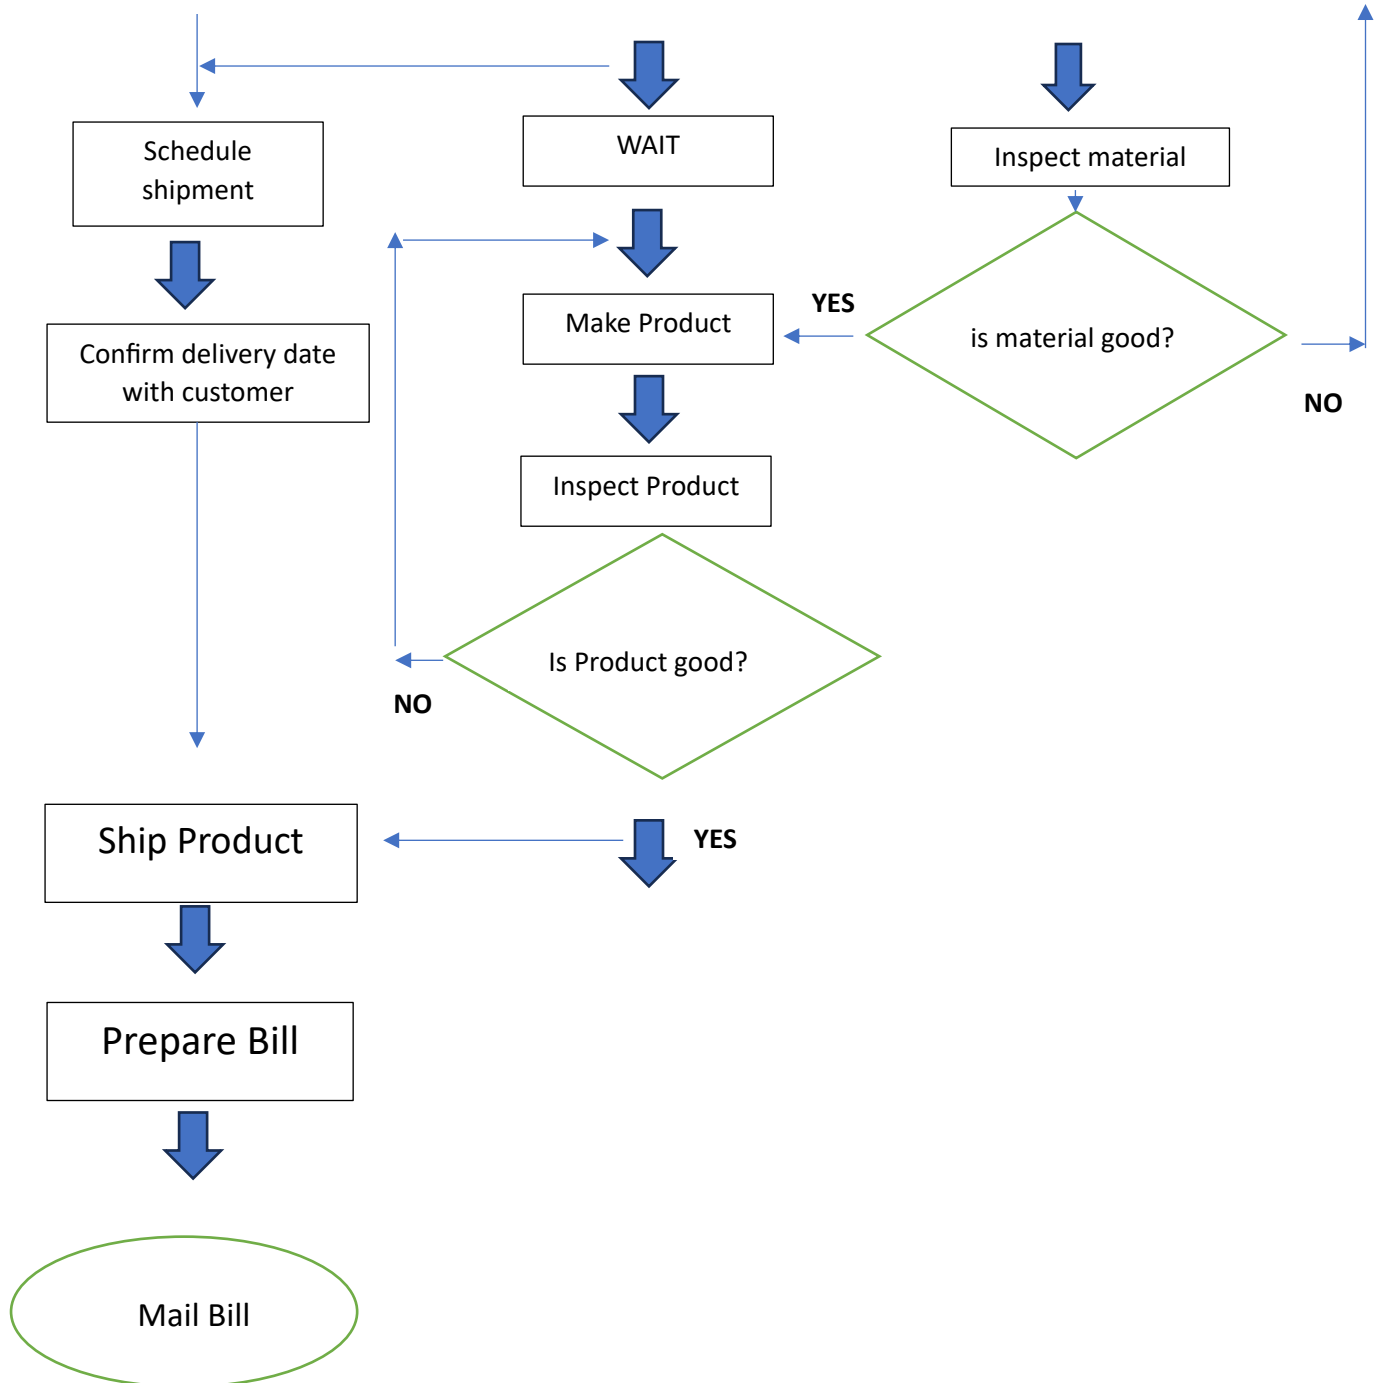 Schedule
shipment
WAIT
Inspect material
Make Product
YES
is material good?
NO
Confirm delivery date
with customer
Inspect Product
Is Product good?
NO
YES
Ship Product
Prepare Bill
Mail Bill